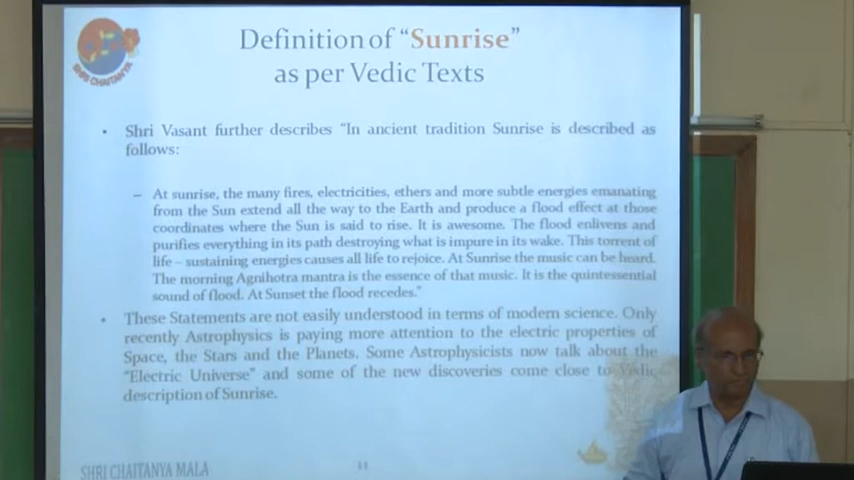 Definition of “Sunrise”
as per Vedic Texts
SHRI CHAITANYA
• Shri Vasant further describes “In ancient tradition Sunrise is described as
follows:
– At sunrise, the many fires, electricities, ethers and more subtle energies emanating
from the Sun extend all the way to the Earth and produce a flood effect at those
coordinates where the Sun is said to rise. It is awesome. The flood enlivens and
purifies everything in its path destroying what is impure in its wake. This torrent of
life – sustaining energies causes all life to rejoice. At Sunrise the music can be heard.
The morning Agnihotra mantra is the essence of that music. It is the quintessential
sound of flood. At Sunset the flood recedes.”
• These Statements are not easily understood in terms of modern science. Only
recently Astrophysics is paying more attention to the electric properties of
Space, the Stars and the Planets. Some Astrophysicists now talk about the
“Electric Universe” and some of the new discoveries come close to Vedic
description of Sunrise.
SHRI CHAITANYA MALA
11